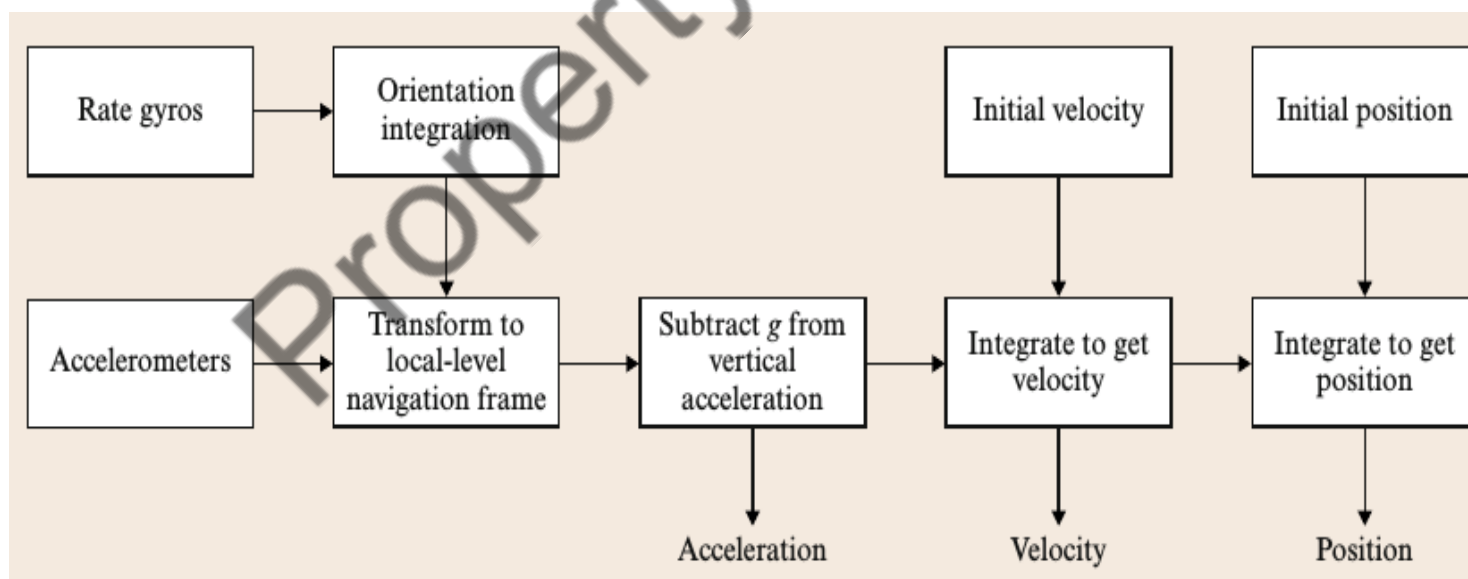 Rate gyros
Orientation
integration
Initial velocity
Initial position
Accelerometers
Transform to
local-level
navigation frame
Subtract g from
vertical
acceleration
Integrate to get
velocity
Integrate to get
position
Acceleration
Velocity
Position
Property